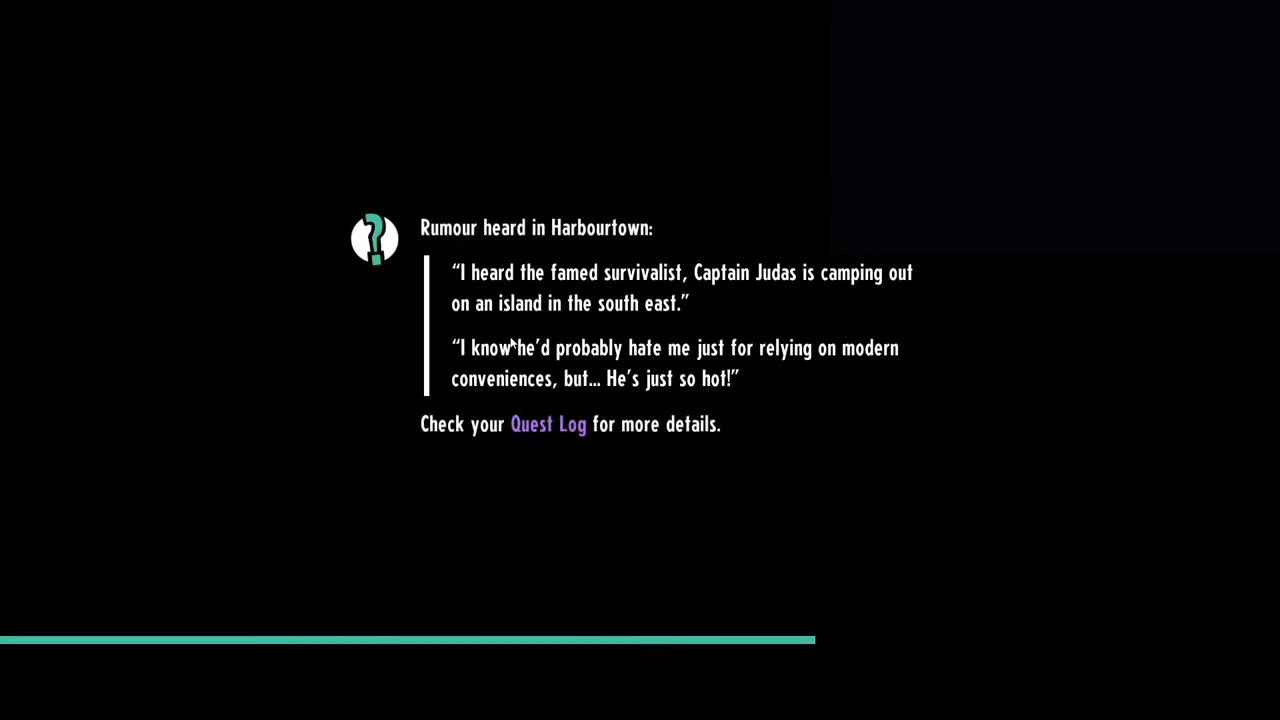 Rumour heard in Harbourtown:
“I heard the famed survivalist, Captain Judas is camping out
on an island in the south east.”
“I know he’d probably hate me just for relying on modern
conveniences, but... He’s just so hot!”
Check your Quest Log for more details.